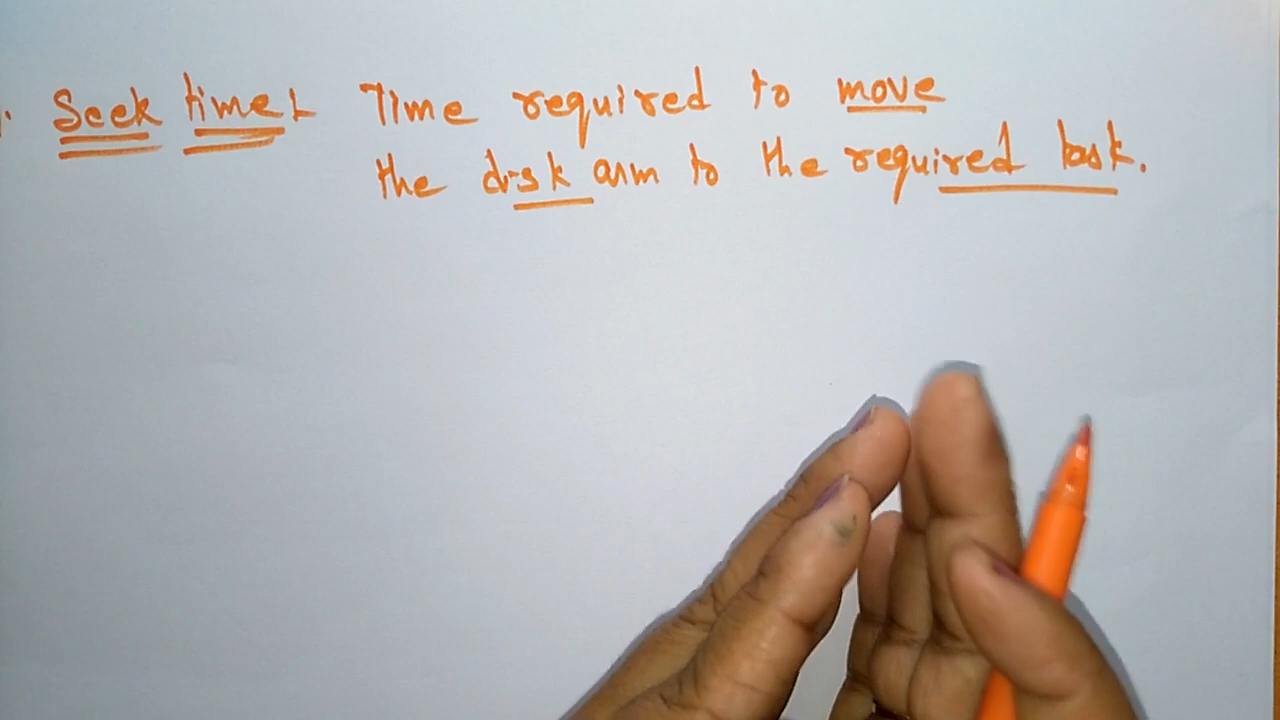 Seek time :- Time required to move
the disk arm to the required task.